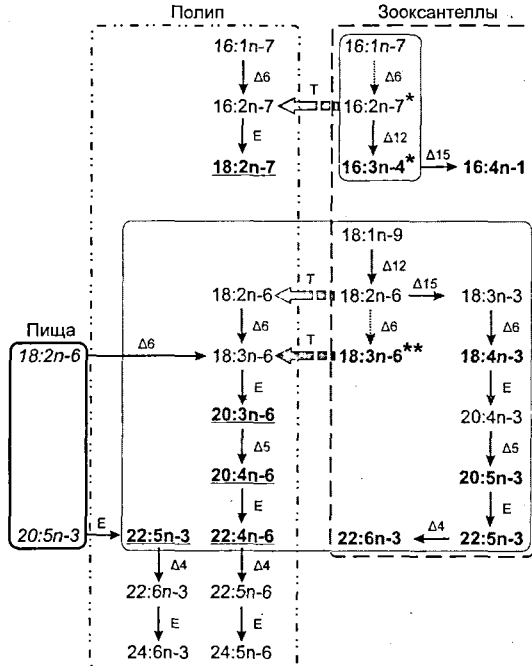 Полип Зооксантеллы
16:1n-7 16:1n-7
Δ6 Δ6
T
16:2n-7 16:2n-7*
E Δ12
18:2n-7 16:3n-4* Δ15 16:4n-1
18:1n-9
Δ12
T Δ15
18:2n-6 18:2n-6 18:3n-3
Пища
Δ6 T Δ6 Δ6
18:2n-6 Δ6 18:3n-6 18:3n-6** 18:4n-3
E E
20:3n-6 20:4n-3
Δ5 Δ5
20:4n-6 20:5n-3
E E
20:5n-3 E 22:5n-3 22:4n-6 22:6n-3 Δ4 22:5n-3
Δ4 Δ4
22:6n-3 22:5n-6
E E
24:6n-3 24:5n-6